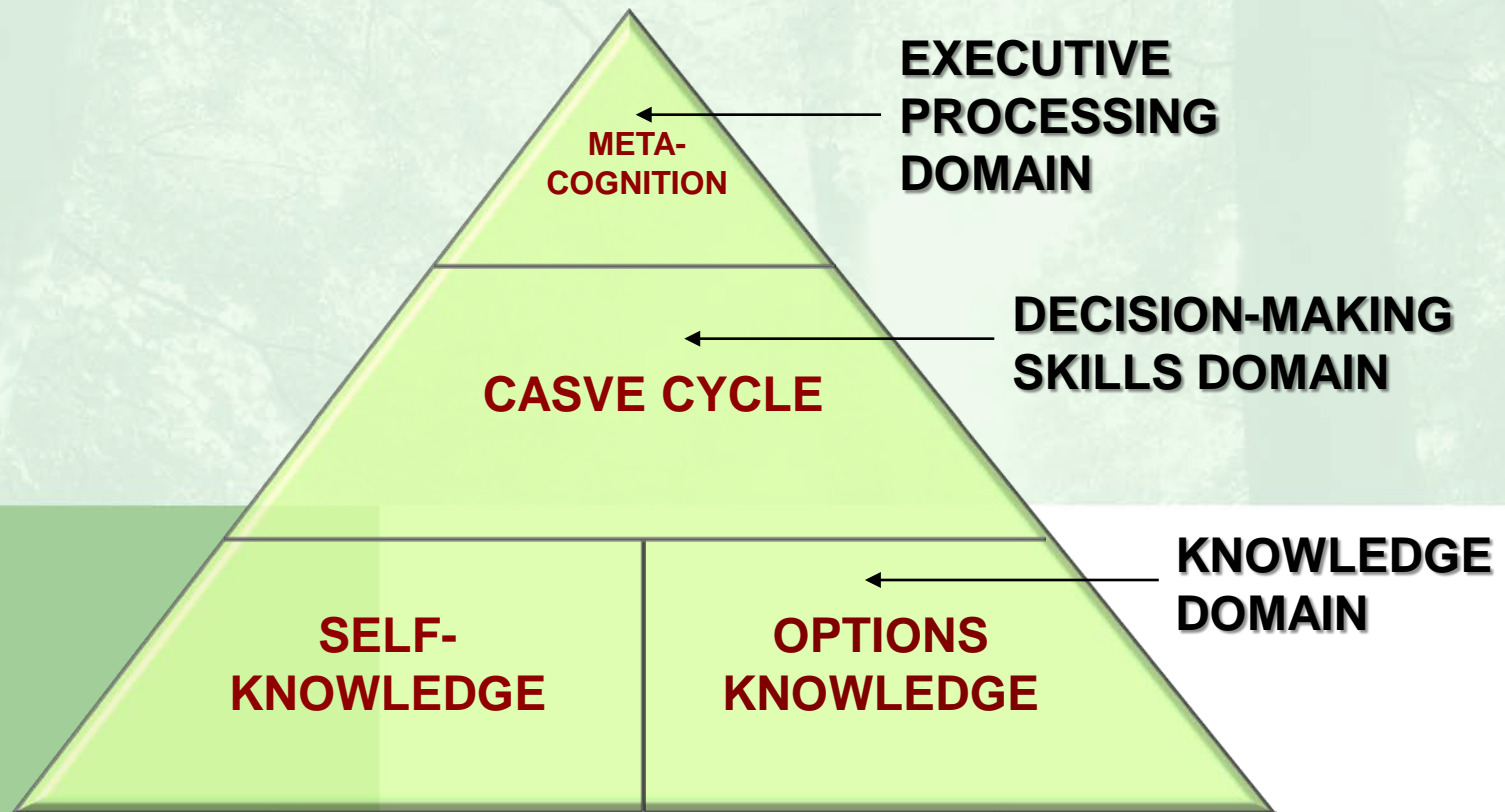 EXECUTIVE
PROCESSING
DOMAIN
META-
COGNITION
DECISION-MAKING
SKILLS DOMAIN
CASVE CYCLE
KNOWLEDGE
DOMAIN
SELF-
KNOWLEDGE
OPTIONS
KNOWLEDGE